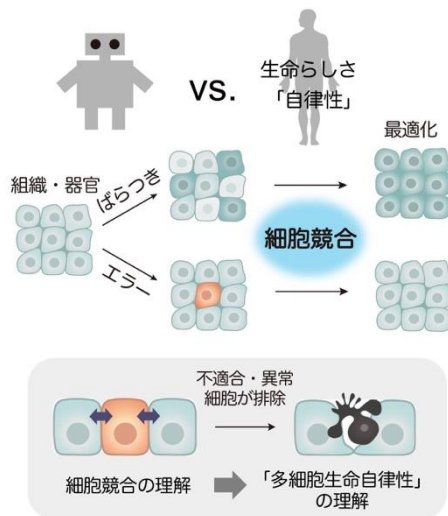 vs.
生命らしさ
「自律性」
組織・器官
ばらつき
最適化
細胞競合
エラー
不適合・異常
細胞が排除
細胞競合の理解
「多細胞生命自律性」
の理解